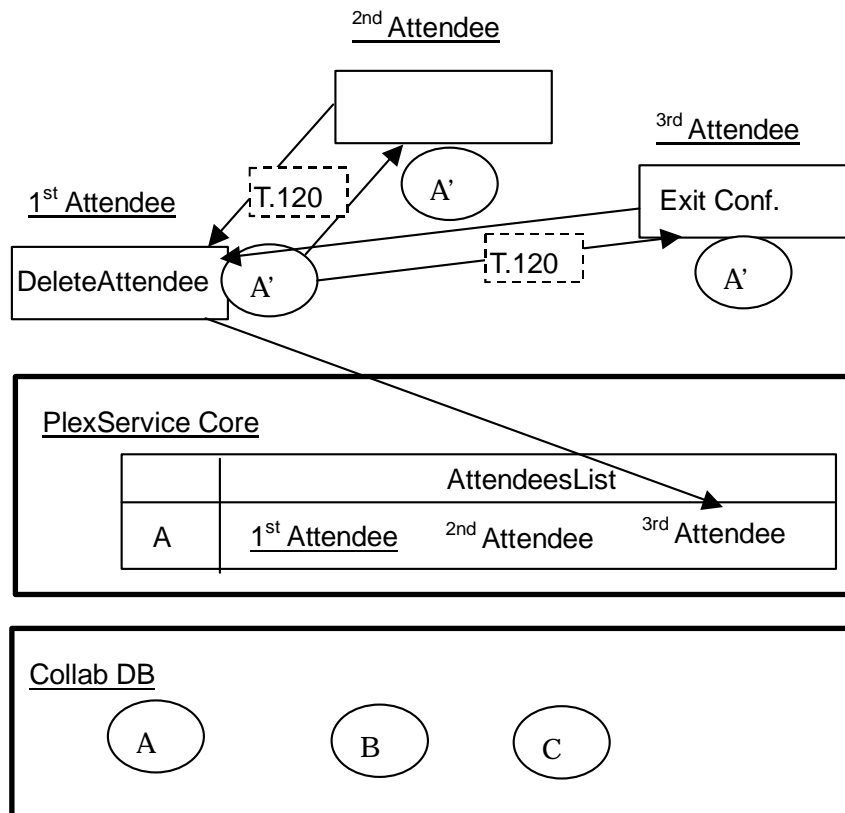 2nd Attendee
3rd Attendee
A’
T.120
Exit Conf.
1st Attendee
T.120
DeleteAttendee
A’
A’
PlexService Core
AttendeesList
A
1st Attendee
2nd Attendee
3rd Attendee
Collab DB
A
B
C